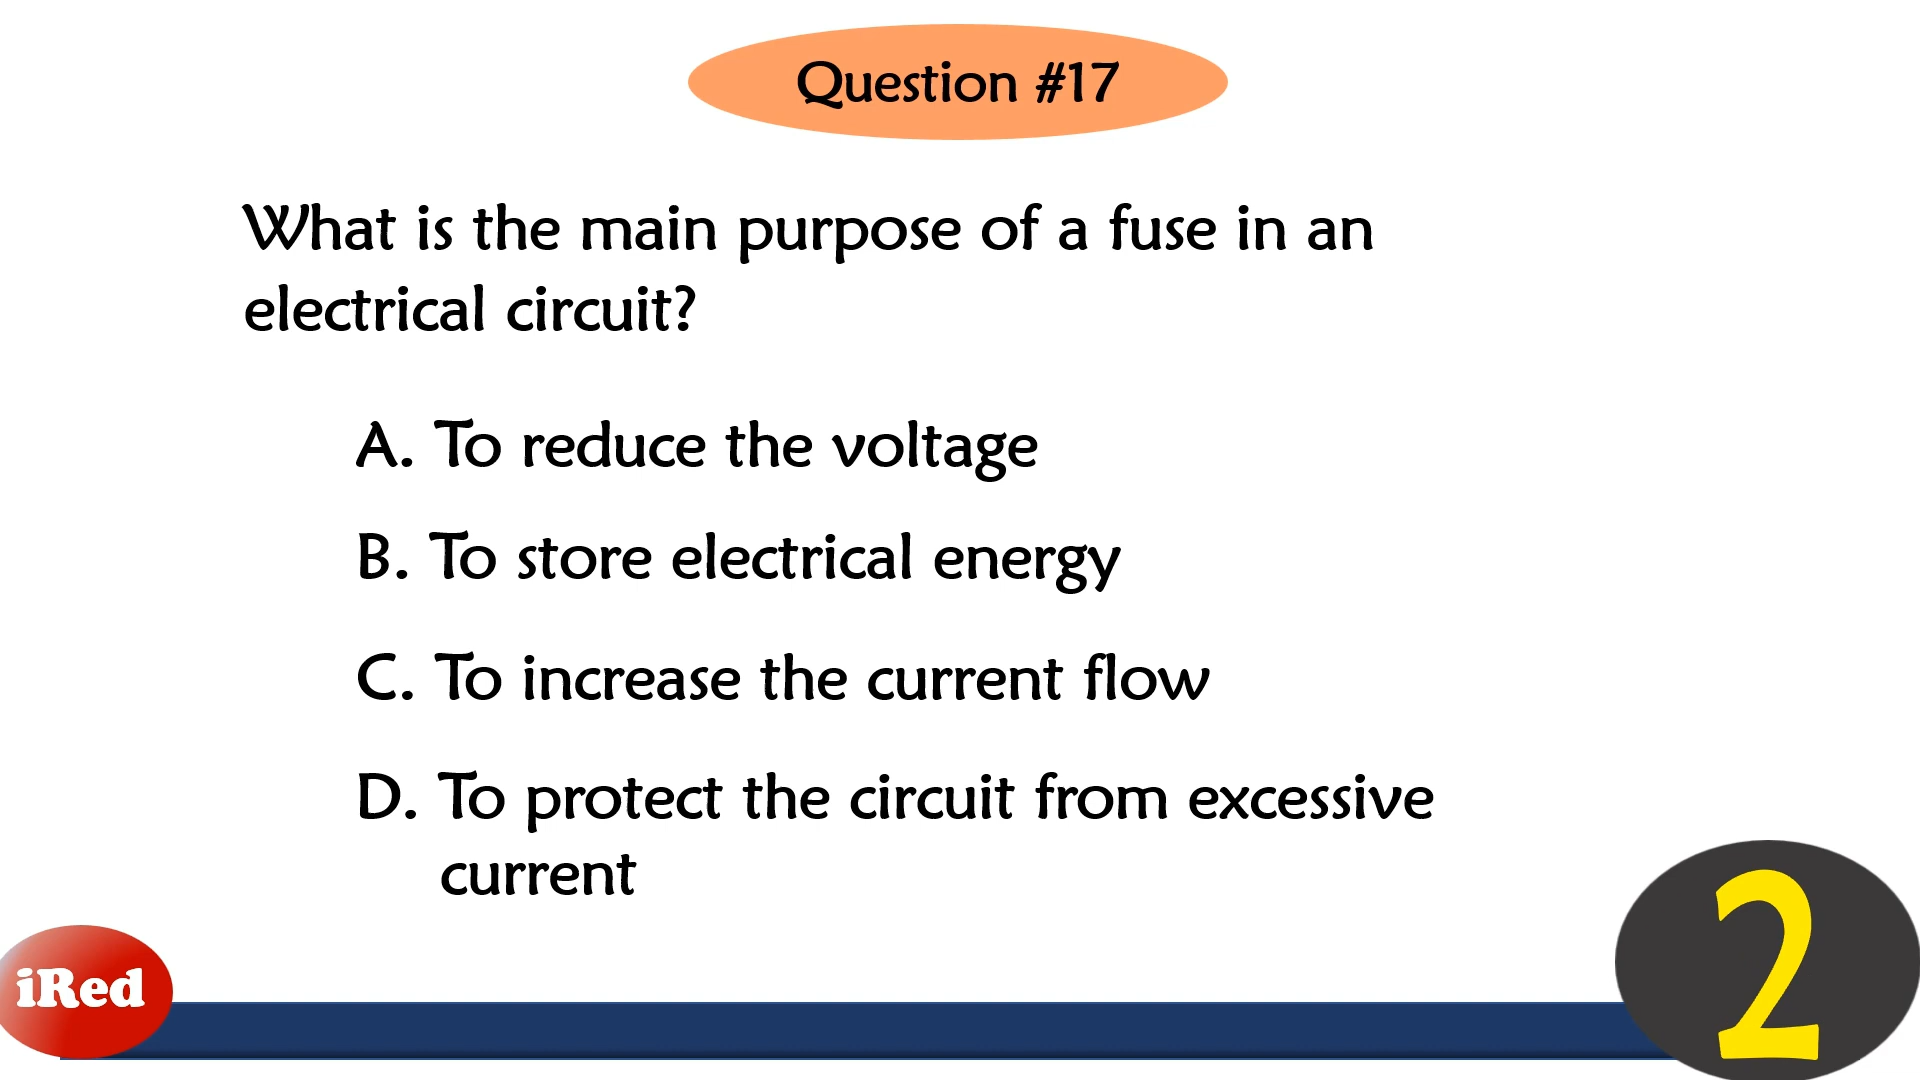 Question #17
What is the main purpose of a fuse in an
electrical circuit?
A. To reduce the voltage
B. To store electrical energy
C. To increase the current flow
D. To protect the circuit from excessive
current
iRed
2